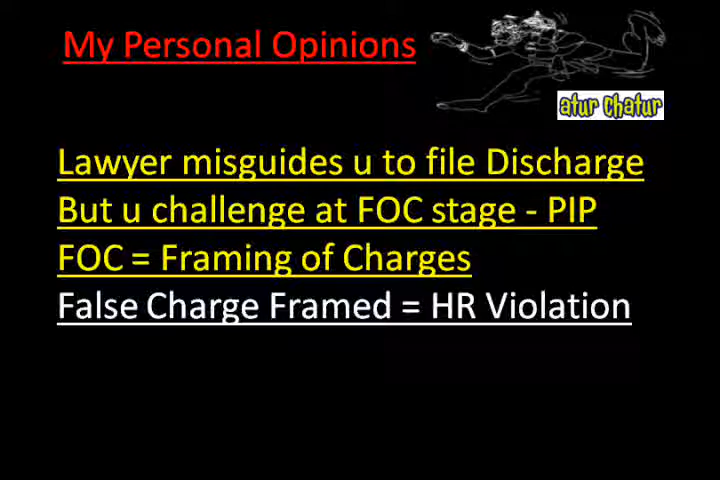 My Personal Opinions
atur chatur
Lawyer misguides u to file Discharge
But u challenge at FOC stage - PIP
FOC = Framing of Charges
False Charge Framed = HR Violation